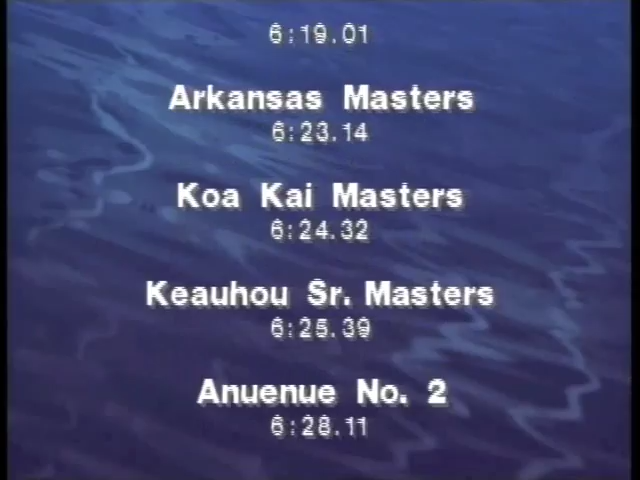 6:19.01
Arkansas Masters
6:23.14
Koa Kai Masters
6:24.32
Keauhou Sr. Masters
6:25.39
Anuenue No. 2
6:28.11